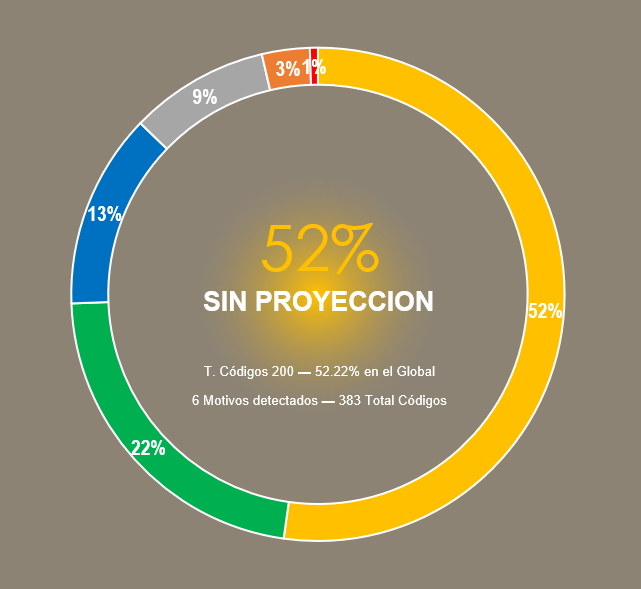 3%
1%
9%
13%
52%
SIN PROYECCION
52%
T. Códigos 200 — 52.22% en el Global
6 Motivos detectados — 383 Total Códigos
22%